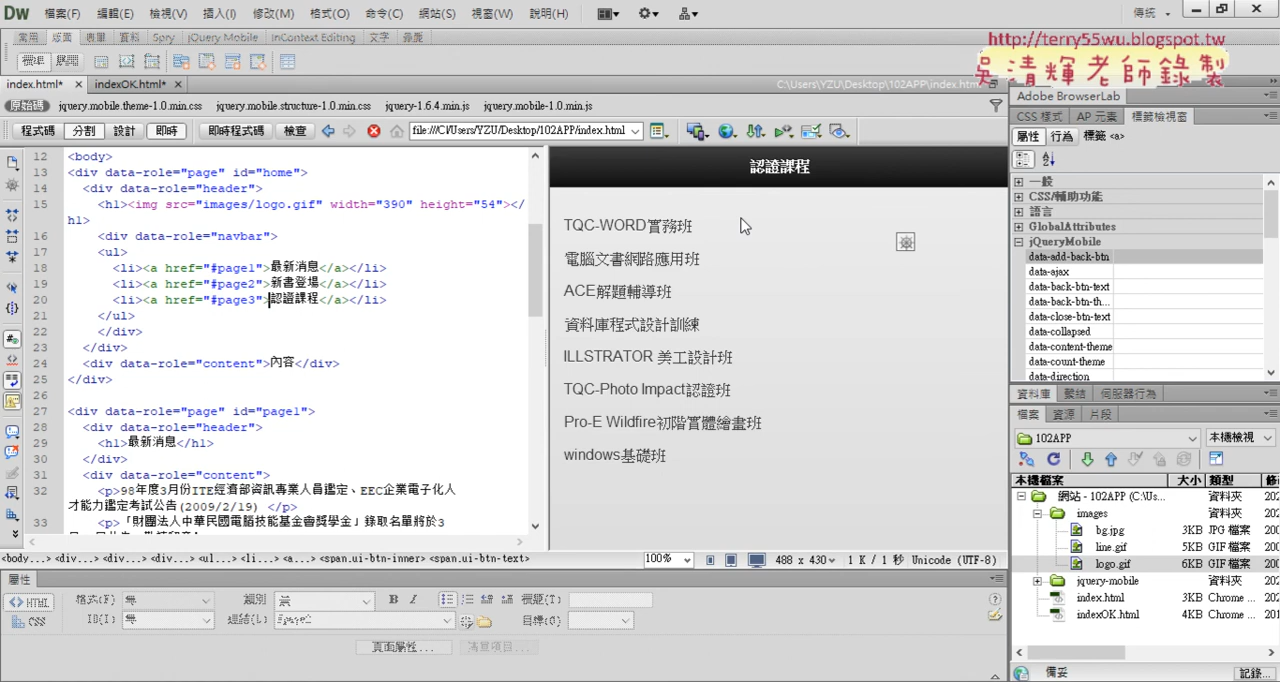 Dw 檔案(F) 編輯(E) 檢視(V) 插入(I) 修改(M) 格式(O) 命令(C) 網站(S) 視窗(W) 說明(H) 傳統
常用 版面 表單 資料 Spry jQuery Mobile InContext Editing 文字
http://terry55wu.blogspot.tw
吳清輝老師錄製
標準 展開
index.html* × indexOK.html* × C:\Users\YZU\Desktop\102APP\index.htm
原始碼 jquery.mobile.theme-1.0.min.css jquery.mobile.structure-1.0.min.css jquery-1.6.4.min.js jquery.mobile-1.0.min.js
程式碼 分割 設計 即時 即時程式碼 檢查 file:///C|/Users/YZU/Desktop/102APP/index.html
12 <body>
13 <div data-role="page" id="home">
14 <div data-role="header">
15 <h1><img src="images/logo.gif" width="390" height="54"></
h1>
16 <div data-role="navbar">
17 <ul>
18 <li><a href="#page1">最新消息</a></li>
19 <li><a href="#page2">新書登場</a></li>
20 <li><a href="#page3">認證課程</a></li>
21 </ul>
22 </div>
23 </div>
24 <div data-role="content">內容</div>
25 </div>
26
27 <div data-role="page" id="page1">
28 <div data-role="header">
29 <h1>最新消息</h1>
30 </div>
31 <div data-role="content">
32 <p>98年度3月份ITE經濟部資訊專業人員鑑定、EEC企業電子化人
才能力鑑定考試公告(2009/2/19) </p>
33 <p>「財團法人中華民國電腦技能基金會獎學金」錄取名單將於3
認證課程
TQC-WORD實務班
電腦文書網路應用班
ACE解題輔導班
資料庫程式設計訓練
ILLSTRATOR 美工設計班
TQC-Photo Impact認證班
Pro-E Wildfire初階實體繪畫班
windows基礎班
Adobe BrowserLab
CSS 樣式 AP 元素 標籤檢視窗
屬性 行為 標籤 <a>
一般
CSS/輔助功能
語言
GlobalAttributes
jQueryMobile
data-add-back-btn
data-ajax
data-back-btn-text
data-back-btn-th...
data-close-btn-text
data-collapsed
data-content-theme
data-count-theme
data-direction
資料庫 繫結 伺服器行為
檔案 資源 片段
102APP 本機檢視
本機檔案 大小 類型 修
網站 - 102APP (C:\Us... 資料夾 202
images 資料夾 202
bg.jpg 3KB JPG 檔案 200
line.gif 5KB GIF 檔案 200
logo.gif 6KB GIF 檔案 200
jquery-mobile 資料夾 202
index.html 3KB Chrome ... 202
indexOK.html 4KB Chrome ... 201
備妥 記錄...
<body...> <div...> <div...> <div...> <ul...> <li...> <a...> <span.ui-btn-inner> <span.ui-btn-text> 100% 488 x 430 1 K / 1 秒 Unicode (UTF-8)
屬性
HTML 格式(F) 無 類別 無 B I 標題(T)
CSS ID(I) 無 連結(L) #page2 目標(G)
頁面屬性... 清單項目...